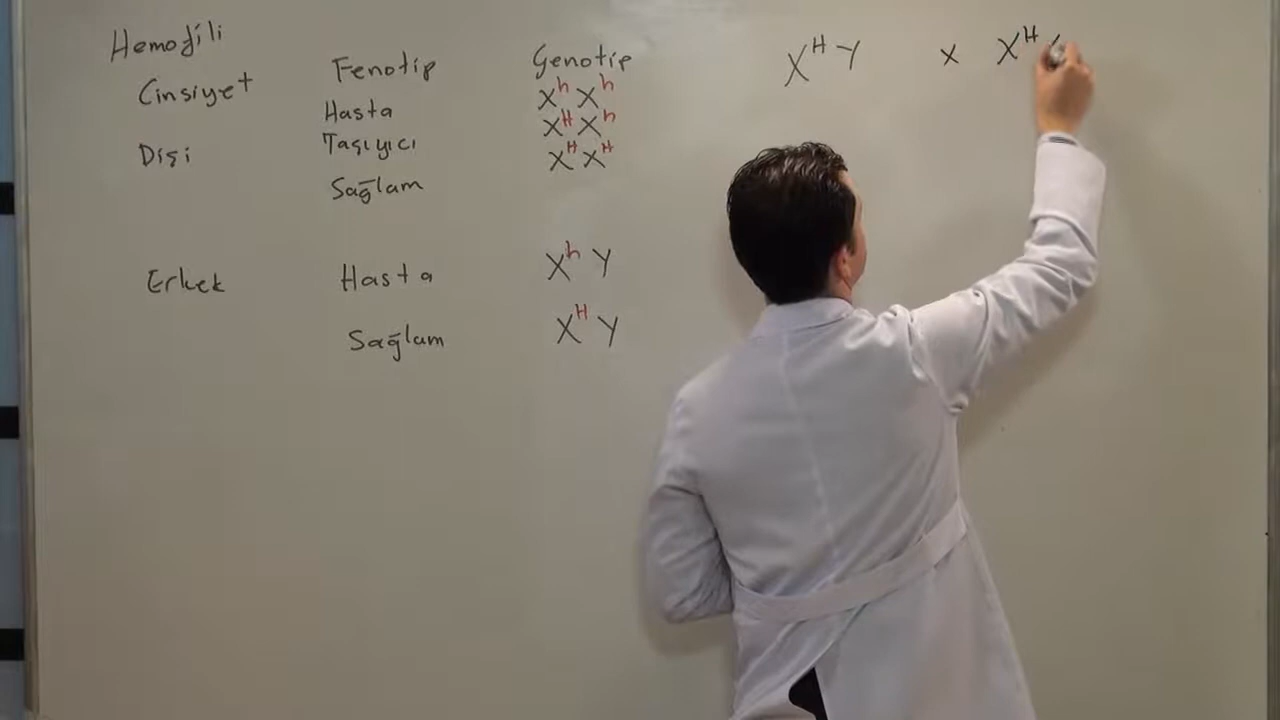 Hemofili
Cinsiyet Fenotip Genotip
Hasta XʰXʰ
Dişi Taşıyıcı XᴴXʰ
Sağlam XᴴXᴴ
Erkek Hasta XʰY
Sağlam XᴴY
XᴴY x Xᴴ